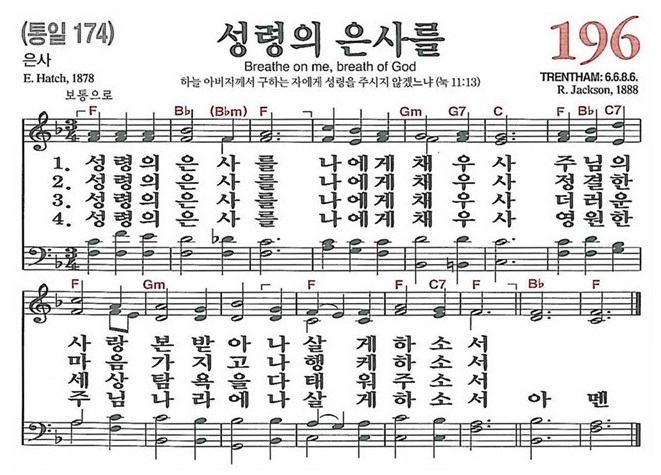 (통일 174)
성령의 은사를
196
은사
Breathe on me, breath of God
E. Hatch, 1878
하늘 아버지께서 구하는 자에게 성령을 주시지 않겠느냐 (눅 11:13)
TRENTHAM: 6.6.8.6.
R. Jackson, 1888
보통으로
F B♭ (B♭m) F Gm G7 C F B♭ C7
1. 성령의 은 사 를 나에게 채 우 사 주님의
2. 성령의 은 사 를 나에게 채 우 사 정결한
3. 성령의 은 사 를 나에게 채 우 사 더러운
4. 성령의 은 사 를 나에게 채 우 사 영원한
F Gm C F C7 F B♭ F
사 랑 본 받 아 나 살 게 하 소 서
마 음 가 지 고 나 행 케 하 소 서
세 상 탐 욕 을 다 태 워 주 소 서
주 님 나 라 에 나 살 게 하 소 서 아 멘